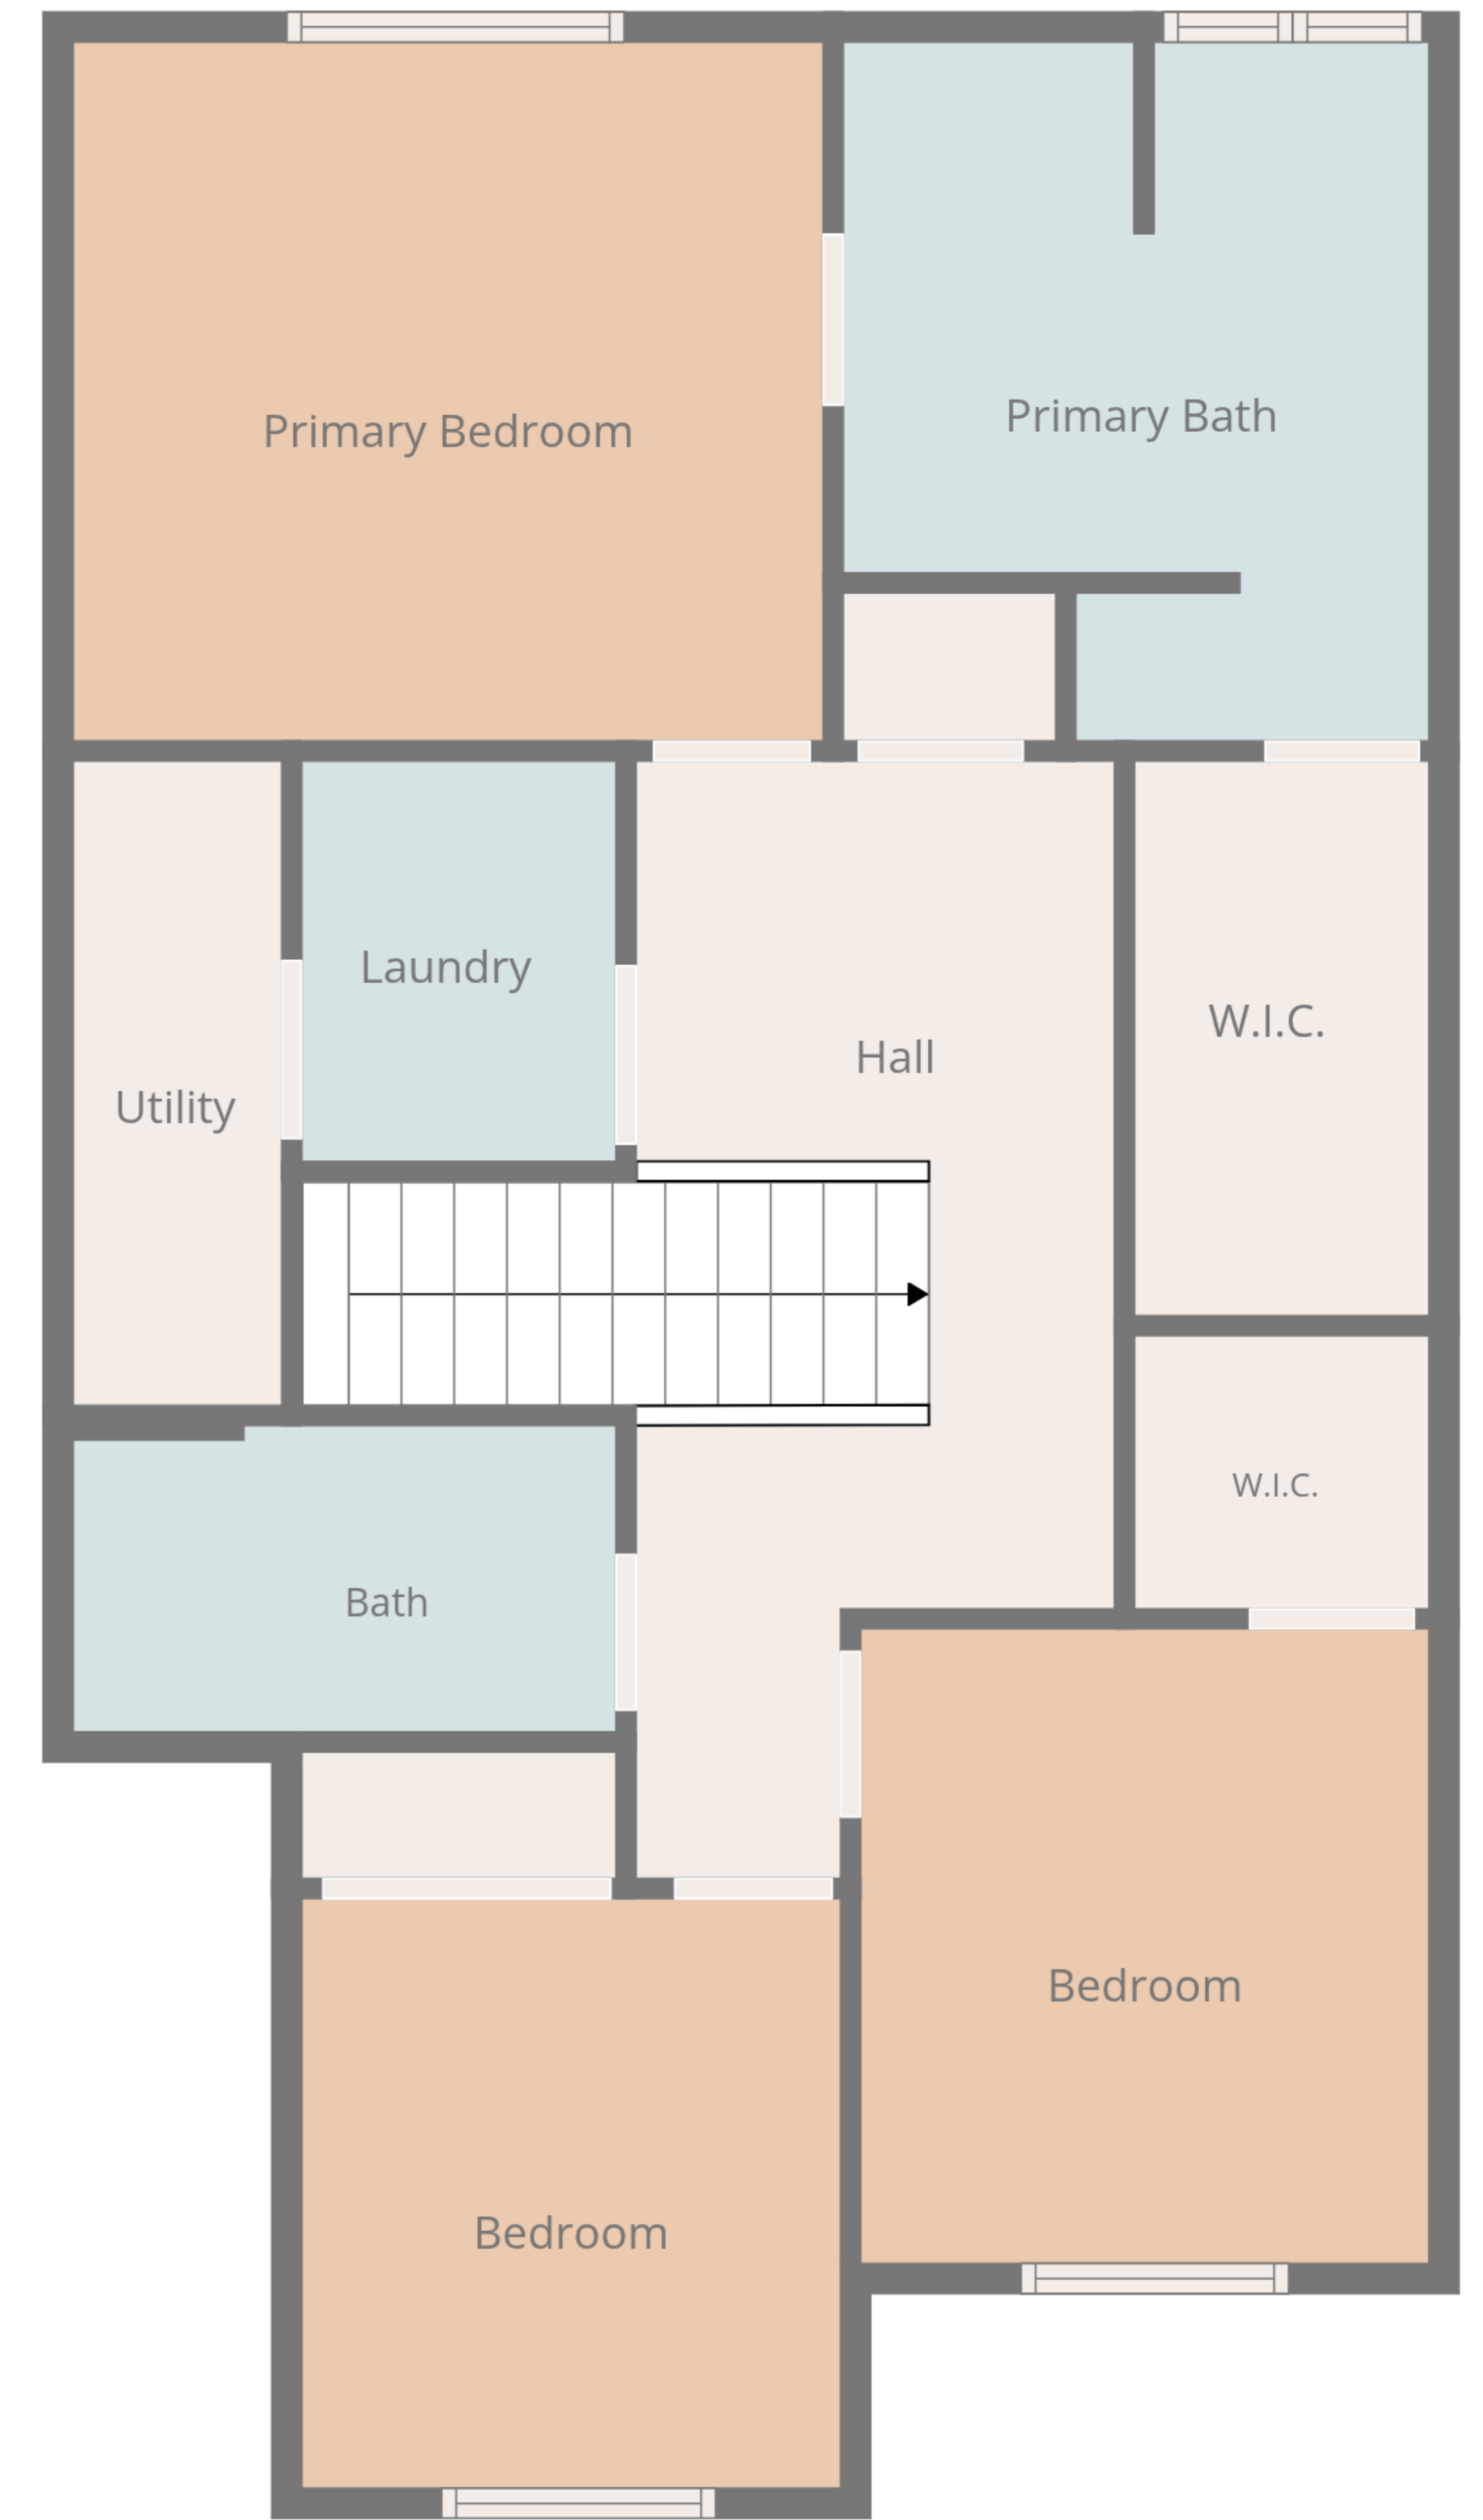 Primary Bedroom
Primary Bath
Laundry
W.I.C.
Hall
Utility
W.I.C.
Bath
Bedroom
Bedroom